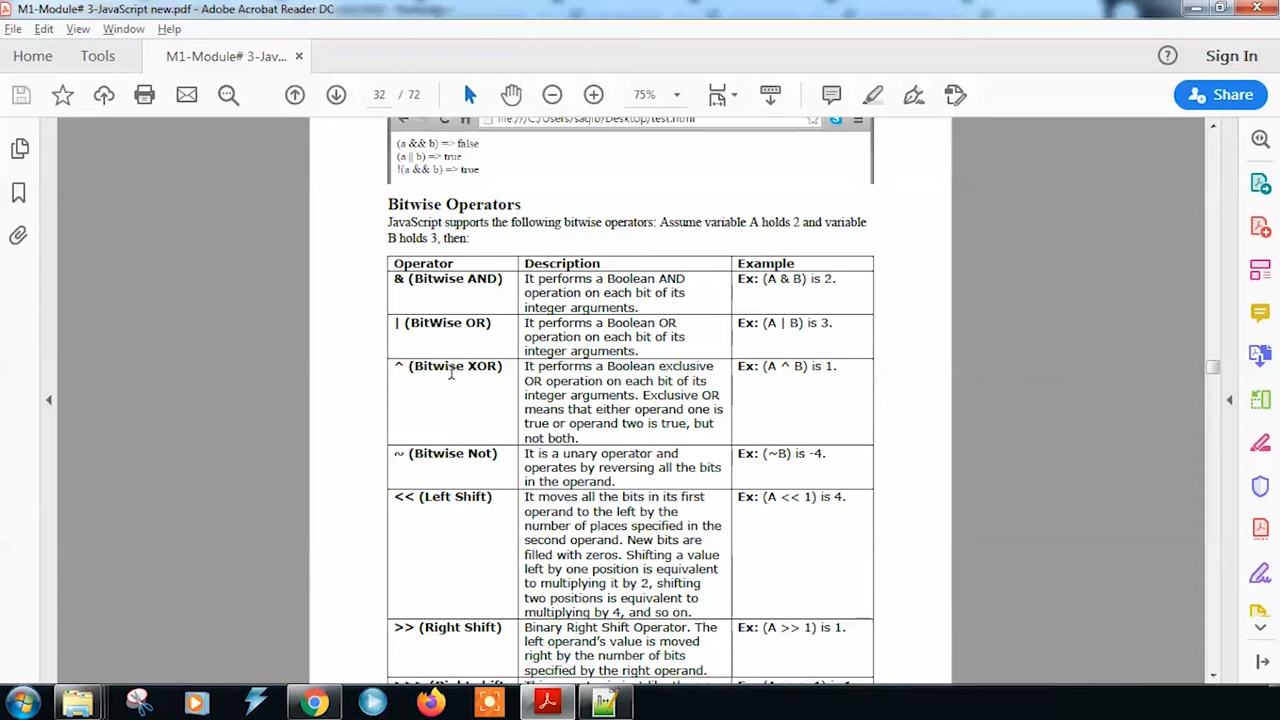 M1-Module# 3-JavaScript new.pdf - Adobe Acrobat Reader DC
File Edit View Window Help
Home Tools M1-Module# 3-Jav... × Sign In
32 / 72 75% Share
(a && b) => false
(a || b) => true
!(a && b) => true
Bitwise Operators
JavaScript supports the following bitwise operators: Assume variable A holds 2 and variable
B holds 3, then:
Operator Description Example
& (Bitwise AND) It performs a Boolean AND Ex: (A & B) is 2.
operation on each bit of its
integer arguments.
| (BitWise OR) It performs a Boolean OR Ex: (A | B) is 3.
operation on each bit of its
integer arguments.
^ (Bitwise XOR) It performs a Boolean exclusive Ex: (A ^ B) is 1.
OR operation on each bit of its
integer arguments. Exclusive OR
means that either operand one is
true or operand two is true, but
not both.
~ (Bitwise Not) It is a unary operator and Ex: (~B) is -4.
operates by reversing all the bits
in the operand.
<< (Left Shift) It moves all the bits in its first Ex: (A << 1) is 4.
operand to the left by the
number of places specified in the
second operand. New bits are
filled with zeros. Shifting a value
left by one position is equivalent
to multiplying it by 2, shifting
two positions is equivalent to
multiplying by 4, and so on.
>> (Right Shift) Binary Right Shift Operator. The Ex: (A >> 1) is 1.
left operand's value is moved
right by the number of bits
specified by the right operand.